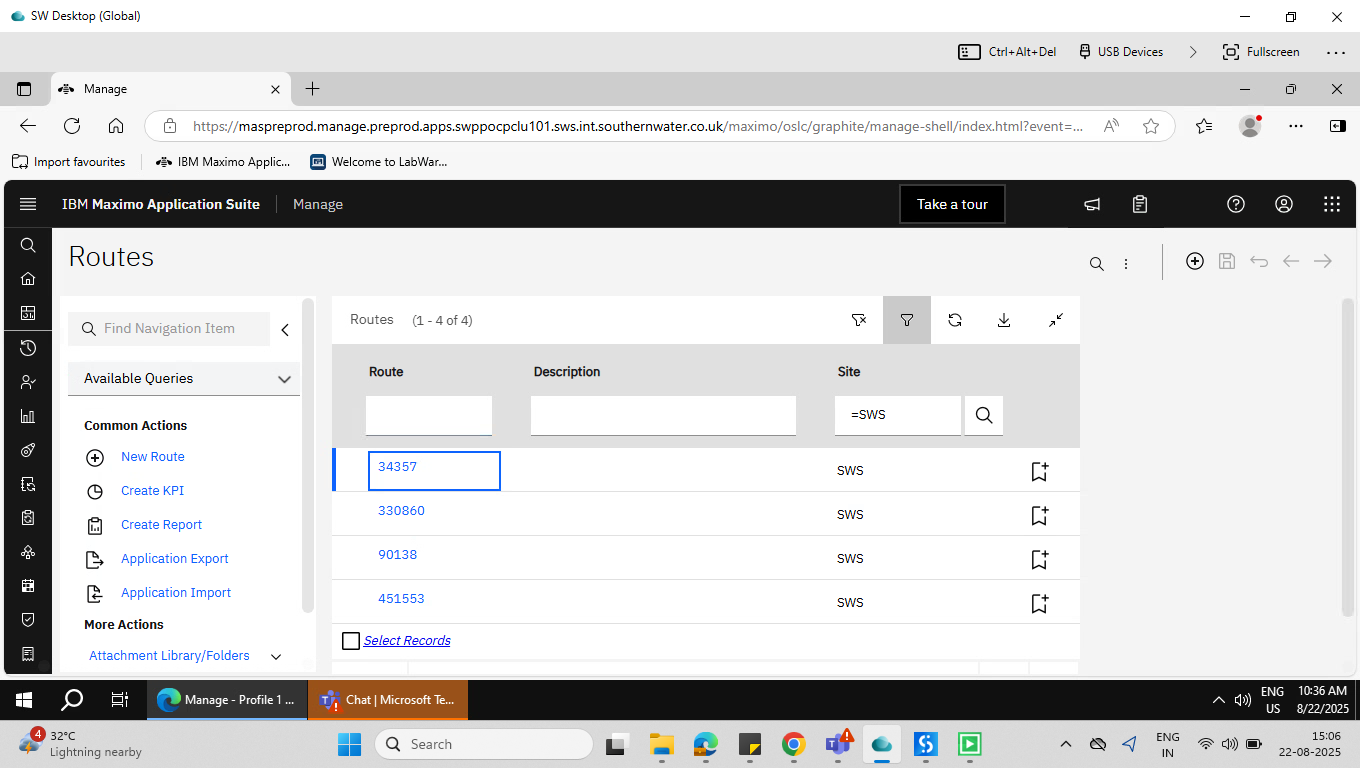 SW Desktop (Global)
Ctrl+Alt+Del
USB Devices
Fullscreen
Manage
https://maspreprod.manage.preprod.apps.swppocpclu101.sws.int.southernwater.co.uk/maximo/oslc/graphite/manage-shell/index.html?event=...
Import favourites
IBM Maximo Applic...
Welcome to LabWar...
IBM Maximo Application Suite
Manage
Take a tour
Routes
Find Navigation Item
Available Queries
Common Actions
New Route
Create KPI
Create Report
Application Export
Application Import
More Actions
Attachment Library/Folders
Routes (1 - 4 of 4)
Route Description Site
=SWS
34357 SWS
330860 SWS
90138 SWS
451553 SWS
Select Records
Manage - Profile 1 ...
Chat | Microsoft Te...
ENG
US
10:36 AM
8/22/2025
4
32°C
Lightning nearby
Search
ENG
IN
15:06
22-08-2025